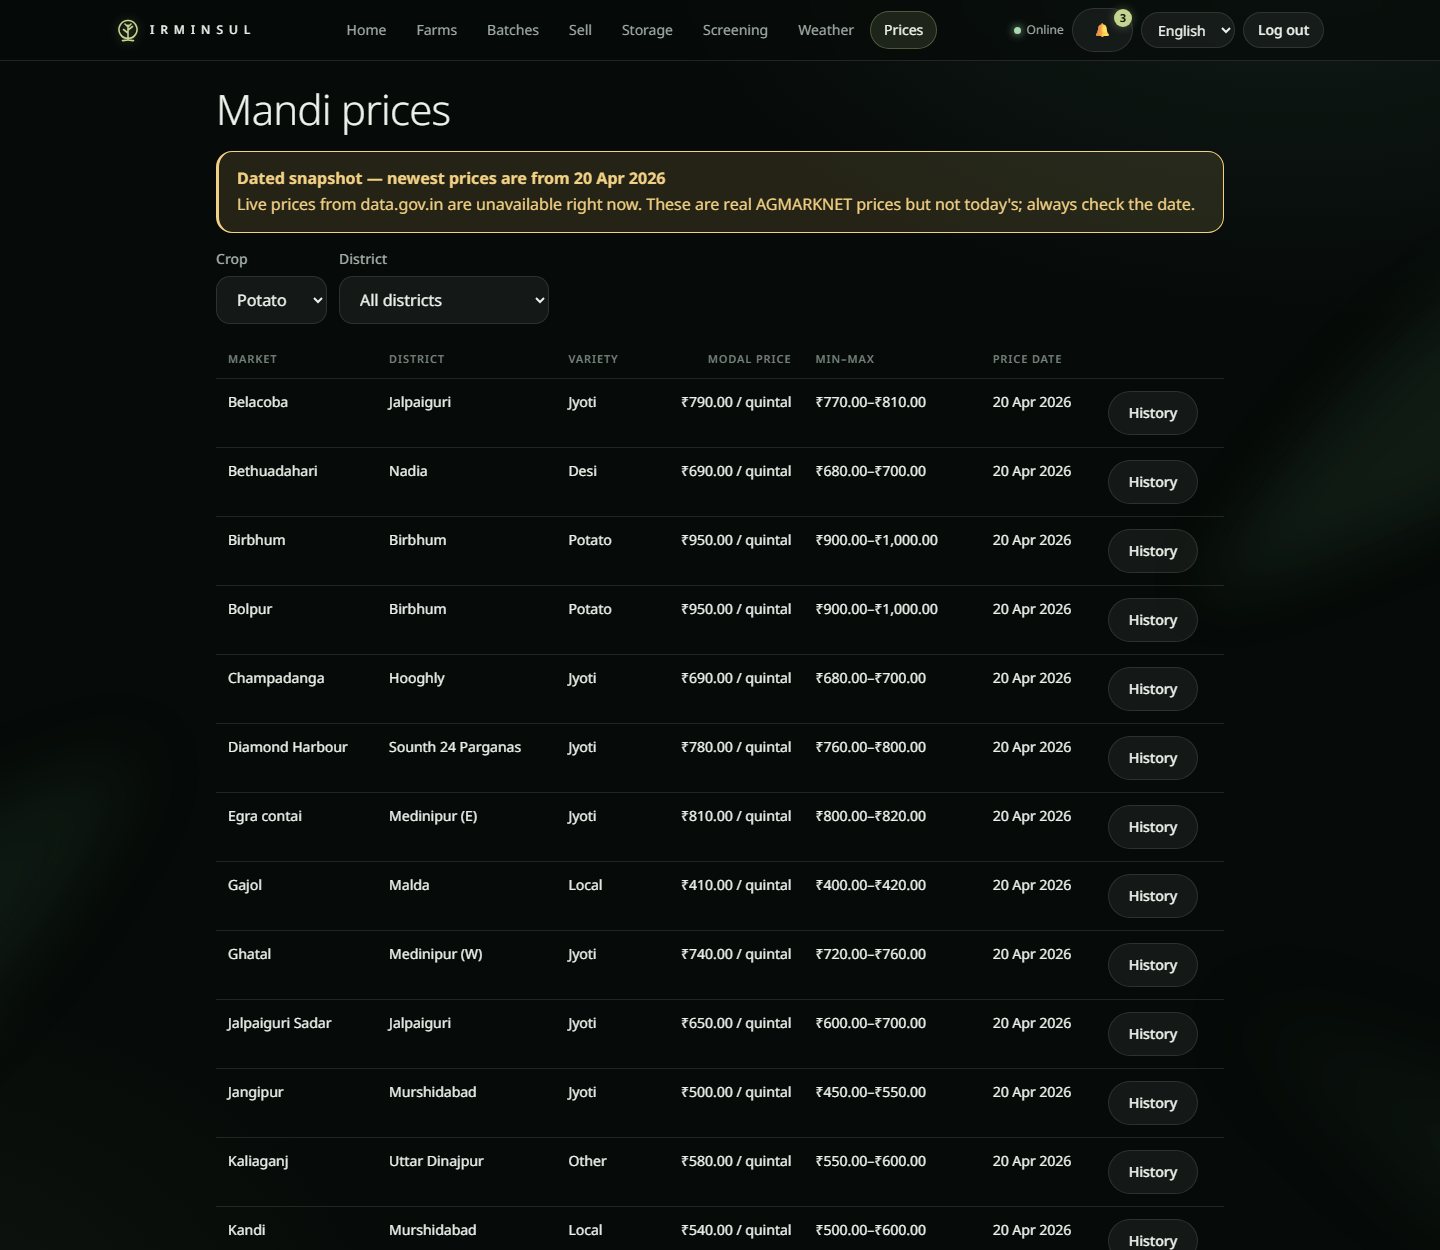 IRMINSUL
Home Farms Batches Sell Storage Screening Weather Prices
Online 3 English Log out
Mandi prices
Dated snapshot — newest prices are from 20 Apr 2026
Live prices from data.gov.in are unavailable right now. These are real AGMARKNET prices but not today's; always check the date.
Crop District
Potato All districts
MARKET DISTRICT VARIETY MODAL PRICE MIN–MAX PRICE DATE
Belacoba Jalpaiguri Jyoti ₹790.00 / quintal ₹770.00–₹810.00 20 Apr 2026 History
Bethuadahari Nadia Desi ₹690.00 / quintal ₹680.00–₹700.00 20 Apr 2026 History
Birbhum Birbhum Potato ₹950.00 / quintal ₹900.00–₹1,000.00 20 Apr 2026 History
Bolpur Birbhum Potato ₹950.00 / quintal ₹900.00–₹1,000.00 20 Apr 2026 History
Champadanga Hooghly Jyoti ₹690.00 / quintal ₹680.00–₹700.00 20 Apr 2026 History
Diamond Harbour Sounth 24 Parganas Jyoti ₹780.00 / quintal ₹760.00–₹800.00 20 Apr 2026 History
Egra contai Medinipur (E) Jyoti ₹810.00 / quintal ₹800.00–₹820.00 20 Apr 2026 History
Gajol Malda Local ₹410.00 / quintal ₹400.00–₹420.00 20 Apr 2026 History
Ghatal Medinipur (W) Jyoti ₹740.00 / quintal ₹720.00–₹760.00 20 Apr 2026 History
Jalpaiguri Sadar Jalpaiguri Jyoti ₹650.00 / quintal ₹600.00–₹700.00 20 Apr 2026 History
Jangipur Murshidabad Jyoti ₹500.00 / quintal ₹450.00–₹550.00 20 Apr 2026 History
Kaliaganj Uttar Dinajpur Other ₹580.00 / quintal ₹550.00–₹600.00 20 Apr 2026 History
Kandi Murshidabad Local ₹540.00 / quintal ₹500.00–₹600.00 20 Apr 2026 History